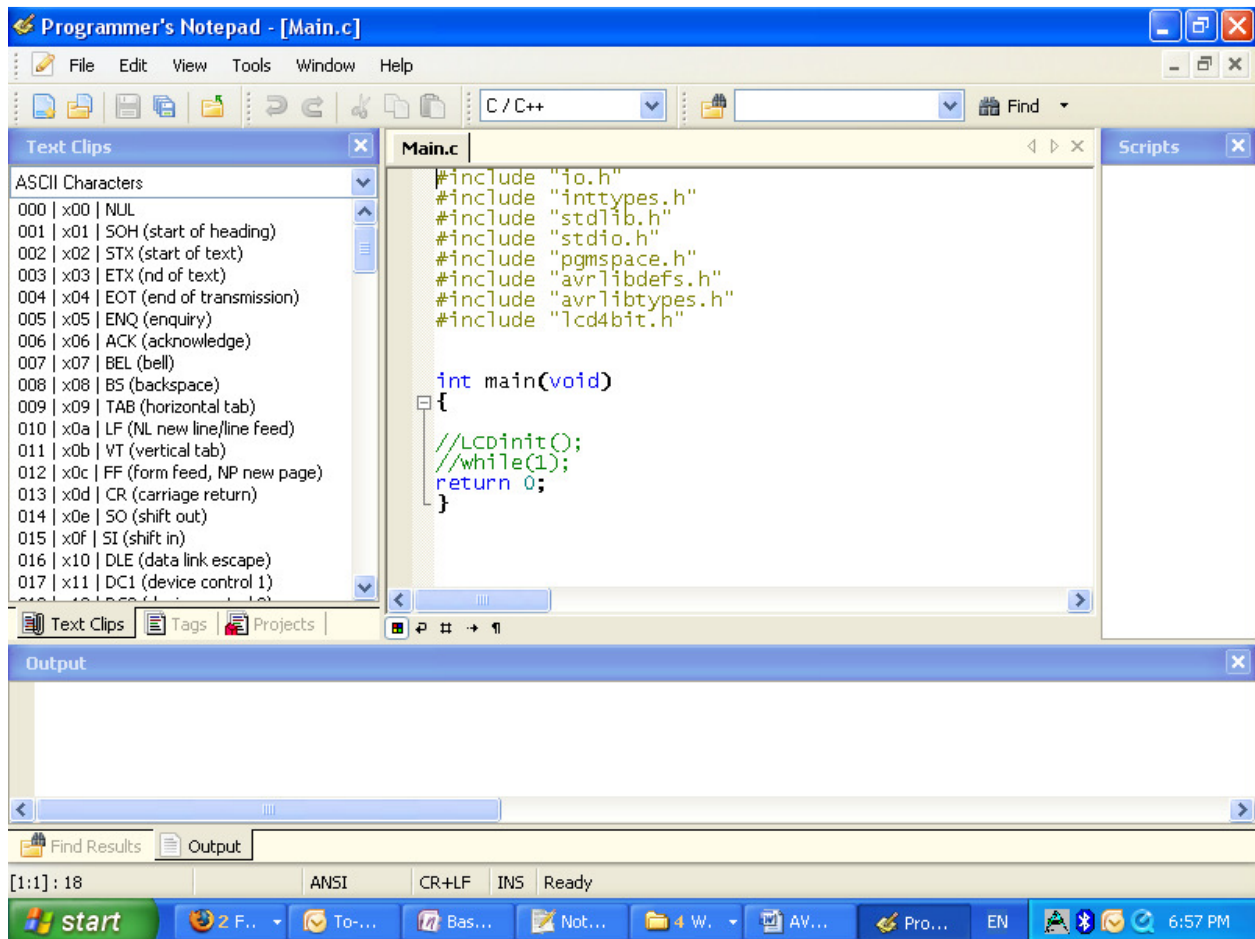 Programmer's Notepad - [Main.c]
File Edit View Tools Window Help
C / C++ Find
Text Clips
ASCII Characters
000 | x00 | NUL
001 | x01 | SOH (start of heading)
002 | x02 | STX (start of text)
003 | x03 | ETX (nd of text)
004 | x04 | EOT (end of transmission)
005 | x05 | ENQ (enquiry)
006 | x06 | ACK (acknowledge)
007 | x07 | BEL (bell)
008 | x08 | BS (backspace)
009 | x09 | TAB (horizontal tab)
010 | x0a | LF (NL new line/line feed)
011 | x0b | VT (vertical tab)
012 | x0c | FF (form feed, NP new page)
013 | x0d | CR (carriage return)
014 | x0e | SO (shift out)
015 | x0f | SI (shift in)
016 | x10 | DLE (data link escape)
017 | x11 | DC1 (device control 1)
Text Clips Tags Projects
Main.c
#include "io.h"
#include "inttypes.h"
#include "stdlib.h"
#include "stdio.h"
#include "pgmspace.h"
#include "avrlibdefs.h"
#include "avrlibtypes.h"
#include "lcd4bit.h"
int main(void)
{
//LCDinit();
//while(1);
return 0;
}
Scripts
Output
Find Results Output
[1:1] : 18 ANSI CR+LF INS Ready
start 2 F... To-... Bas... Not... 4 W... AV... Pro... EN 6:57 PM